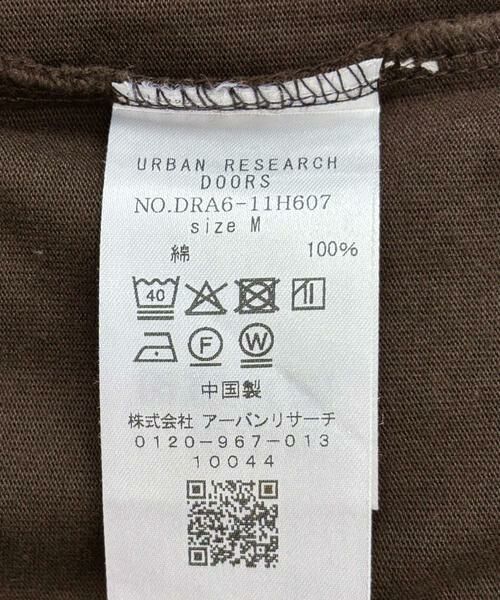 URBAN RESEARCH
DOORS
NO.DRA6-11H607
size M
綿 100%
40
F W
中国製
株式会社 アーバンリサーチ
0120-967-013
10044